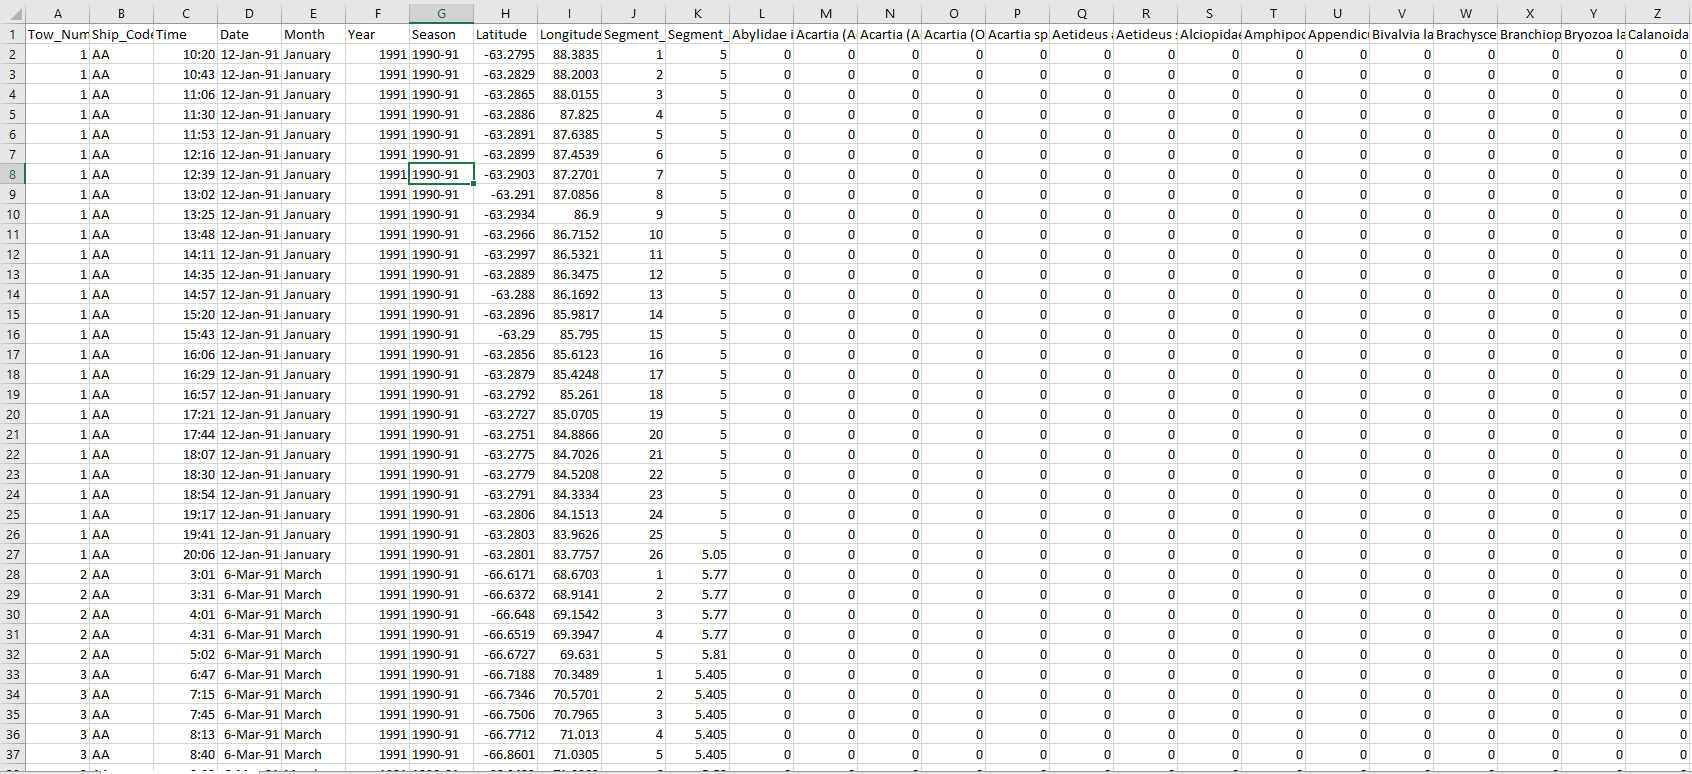 A B C D E F G H I J K L M N O P Q R S T U V W X Y Z
1 Tow_Num Ship_Code Time Date Month Year Season Latitude Longitude Segment_ Segment_ Abylidae i Acartia (A Acartia (A Acartia (O Acartia sp Aetideus Aetideus Alciopidae Amphipod Appendicu Bivalvia la Brachysce Branchiop Bryozoa la Calanoida
2 1 AA 10:20 12-Jan-91 January 1991 1990-91 -63.2795 88.3835 1 5 0 0 0 0 0 0 0 0 0 0 0 0 0 0 0
3 1 AA 10:43 12-Jan-91 January 1991 1990-91 -63.2829 88.2003 2 5 0 0 0 0 0 0 0 0 0 0 0 0 0 0 0
4 1 AA 11:06 12-Jan-91 January 1991 1990-91 -63.2865 88.0155 3 5 0 0 0 0 0 0 0 0 0 0 0 0 0 0 0
5 1 AA 11:30 12-Jan-91 January 1991 1990-91 -63.2886 87.825 4 5 0 0 0 0 0 0 0 0 0 0 0 0 0 0 0
6 1 AA 11:53 12-Jan-91 January 1991 1990-91 -63.2891 87.6385 5 5 0 0 0 0 0 0 0 0 0 0 0 0 0 0 0
7 1 AA 12:16 12-Jan-91 January 1991 1990-91 -63.2899 87.4539 6 5 0 0 0 0 0 0 0 0 0 0 0 0 0 0 0
8 1 AA 12:39 12-Jan-91 January 1991 1990-91 -63.2903 87.2701 7 5 0 0 0 0 0 0 0 0 0 0 0 0 0 0 0
9 1 AA 13:02 12-Jan-91 January 1991 1990-91 -63.291 87.0856 8 5 0 0 0 0 0 0 0 0 0 0 0 0 0 0 0
10 1 AA 13:25 12-Jan-91 January 1991 1990-91 -63.2934 86.9 9 5 0 0 0 0 0 0 0 0 0 0 0 0 0 0 0
11 1 AA 13:48 12-Jan-91 January 1991 1990-91 -63.2966 86.7152 10 5 0 0 0 0 0 0 0 0 0 0 0 0 0 0 0
12 1 AA 14:11 12-Jan-91 January 1991 1990-91 -63.2997 86.5321 11 5 0 0 0 0 0 0 0 0 0 0 0 0 0 0 0
13 1 AA 14:35 12-Jan-91 January 1991 1990-91 -63.2889 86.3475 12 5 0 0 0 0 0 0 0 0 0 0 0 0 0 0 0
14 1 AA 14:57 12-Jan-91 January 1991 1990-91 -63.288 86.1692 13 5 0 0 0 0 0 0 0 0 0 0 0 0 0 0 0
15 1 AA 15:20 12-Jan-91 January 1991 1990-91 -63.2896 85.9817 14 5 0 0 0 0 0 0 0 0 0 0 0 0 0 0 0
16 1 AA 15:43 12-Jan-91 January 1991 1990-91 -63.29 85.795 15 5 0 0 0 0 0 0 0 0 0 0 0 0 0 0 0
17 1 AA 16:06 12-Jan-91 January 1991 1990-91 -63.2856 85.6123 16 5 0 0 0 0 0 0 0 0 0 0 0 0 0 0 0
18 1 AA 16:29 12-Jan-91 January 1991 1990-91 -63.2879 85.4248 17 5 0 0 0 0 0 0 0 0 0 0 0 0 0 0 0
19 1 AA 16:57 12-Jan-91 January 1991 1990-91 -63.2792 85.261 18 5 0 0 0 0 0 0 0 0 0 0 0 0 0 0 0
20 1 AA 17:21 12-Jan-91 January 1991 1990-91 -63.2727 85.0705 19 5 0 0 0 0 0 0 0 0 0 0 0 0 0 0 0
21 1 AA 17:44 12-Jan-91 January 1991 1990-91 -63.2751 84.8866 20 5 0 0 0 0 0 0 0 0 0 0 0 0 0 0 0
22 1 AA 18:07 12-Jan-91 January 1991 1990-91 -63.2775 84.7026 21 5 0 0 0 0 0 0 0 0 0 0 0 0 0 0 0
23 1 AA 18:30 12-Jan-91 January 1991 1990-91 -63.2779 84.5208 22 5 0 0 0 0 0 0 0 0 0 0 0 0 0 0 0
24 1 AA 18:54 12-Jan-91 January 1991 1990-91 -63.2791 84.3334 23 5 0 0 0 0 0 0 0 0 0 0 0 0 0 0 0
25 1 AA 19:17 12-Jan-91 January 1991 1990-91 -63.2806 84.1513 24 5 0 0 0 0 0 0 0 0 0 0 0 0 0 0 0
26 1 AA 19:41 12-Jan-91 January 1991 1990-91 -63.2803 83.9626 25 5 0 0 0 0 0 0 0 0 0 0 0 0 0 0 0
27 1 AA 20:06 12-Jan-91 January 1991 1990-91 -63.2801 83.7757 26 5.05 0 0 0 0 0 0 0 0 0 0 0 0 0 0 0
28 2 AA 3:01 6-Mar-91 March 1991 1990-91 -66.6171 68.6703 1 5.77 0 0 0 0 0 0 0 0 0 0 0 0 0 0 0
29 2 AA 3:31 6-Mar-91 March 1991 1990-91 -66.6372 68.9141 2 5.77 0 0 0 0 0 0 0 0 0 0 0 0 0 0 0
30 2 AA 4:01 6-Mar-91 March 1991 1990-91 -66.648 69.1542 3 5.77 0 0 0 0 0 0 0 0 0 0 0 0 0 0 0
31 2 AA 4:31 6-Mar-91 March 1991 1990-91 -66.6519 69.3947 4 5.77 0 0 0 0 0 0 0 0 0 0 0 0 0 0 0
32 2 AA 5:02 6-Mar-91 March 1991 1990-91 -66.6727 69.631 5 5.81 0 0 0 0 0 0 0 0 0 0 0 0 0 0 0
33 3 AA 6:47 6-Mar-91 March 1991 1990-91 -66.7188 70.3489 1 5.405 0 0 0 0 0 0 0 0 0 0 0 0 0 0 0
34 3 AA 7:15 6-Mar-91 March 1991 1990-91 -66.7346 70.5701 2 5.405 0 0 0 0 0 0 0 0 0 0 0 0 0 0 0
35 3 AA 7:45 6-Mar-91 March 1991 1990-91 -66.7506 70.7965 3 5.405 0 0 0 0 0 0 0 0 0 0 0 0 0 0 0
36 3 AA 8:13 6-Mar-91 March 1991 1990-91 -66.7712 71.013 4 5.405 0 0 0 0 0 0 0 0 0 0 0 0 0 0 0
37 3 AA 8:40 6-Mar-91 March 1991 1990-91 -66.8601 71.0305 5 5.405 0 0 0 0 0 0 0 0 0 0 0 0 0 0 0